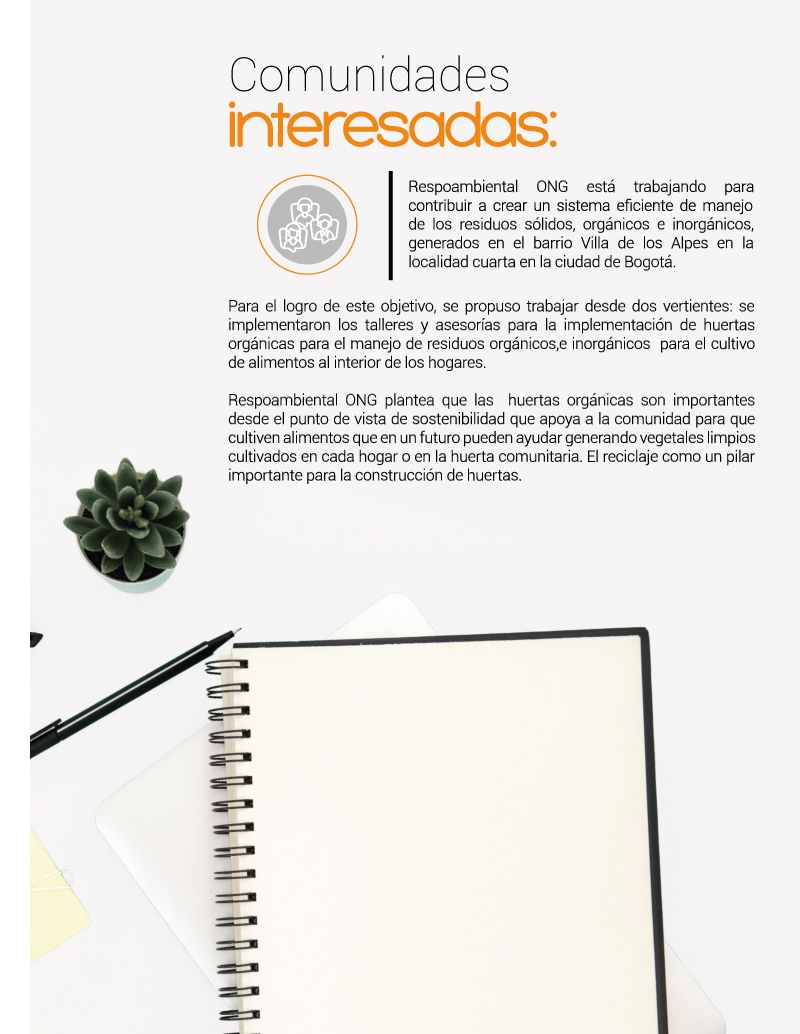 Comunidades
interesadas:
Respoambiental ONG está trabajando para
contribuir a crear un sistema eficiente de manejo
de los residuos sólidos, orgánicos e inorgánicos,
generados en el barrio Villa de los Alpes en la
localidad cuarta en la ciudad de Bogotá.
Para el logro de este objetivo, se propuso trabajar desde dos vertientes: se
implementaron los talleres y asesorías para la implementación de huertas
orgánicas para el manejo de residuos orgánicos,e inorgánicos  para el cultivo
de alimentos al interior de los hogares.
Respoambiental ONG plantea que las  huertas orgánicas son importantes
desde el punto de vista de sostenibilidad que apoya a la comunidad para que
cultiven alimentos que en un futuro pueden ayudar generando vegetales limpios
cultivados en cada hogar o en la huerta comunitaria. El reciclaje como un pilar
importante para la construcción de huertas.